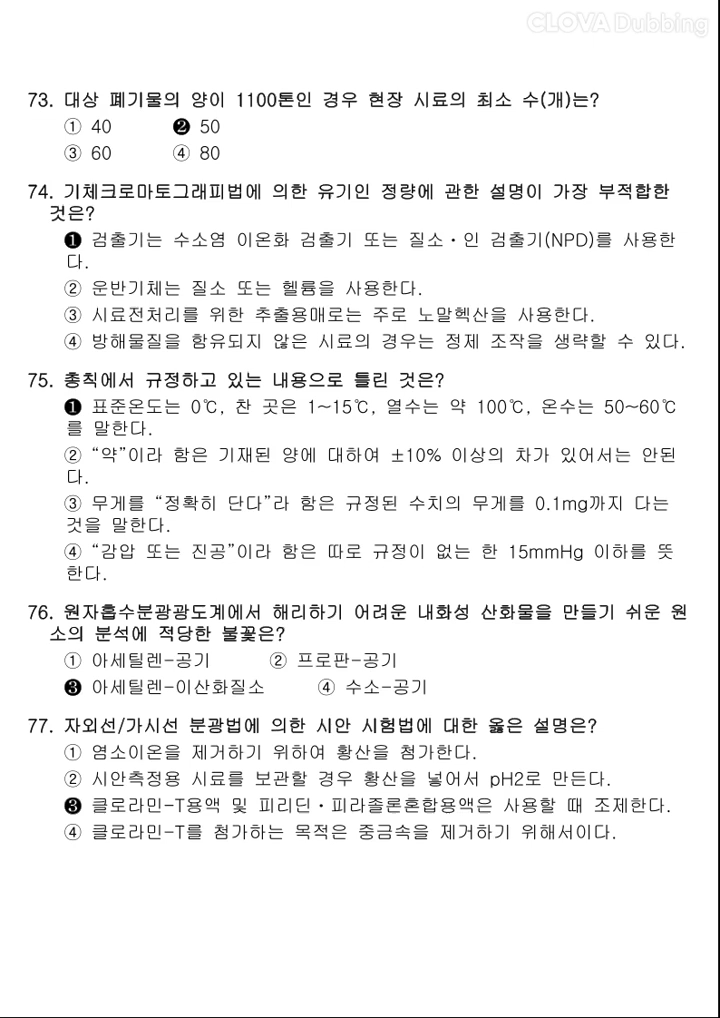 CLOVA Dubbing
73. 대상 폐기물의 양이 1100톤인 경우 현장 시료의 최소 수(개)는?
① 40 ❷ 50
③ 60 ④ 80
74. 기체크로마토그래피법에 의한 유기인 정량에 관한 설명이 가장 부적합한
것은?
❶ 검출기는 수소염 이온화 검출기 또는 질소·인 검출기(NPD)를 사용한
다.
② 운반기체는 질소 또는 헬륨을 사용한다.
③ 시료전처리를 위한 추출용매로는 주로 노말헥산을 사용한다.
④ 방해물질을 함유되지 않은 시료의 경우는 정제 조작을 생략할 수 있다.
75. 총칙에서 규정하고 있는 내용으로 틀린 것은?
❶ 표준온도는 0℃, 찬 곳은 1~15℃, 열수는 약 100℃, 온수는 50~60℃
를 말한다.
② “약”이라 함은 기재된 양에 대하여 ±10% 이상의 차가 있어서는 안된
다.
③ 무게를 “정확히 단다”라 함은 규정된 수치의 무게를 0.1mg까지 다는
것을 말한다.
④ “감압 또는 진공”이라 함은 따로 규정이 없는 한 15mmHg 이하를 뜻
한다.
76. 원자흡수분광광도계에서 해리하기 어려운 내화성 산화물을 만들기 쉬운 원
소의 분석에 적당한 불꽃은?
① 아세틸렌-공기 ② 프로판-공기
❸ 아세틸렌-이산화질소 ④ 수소-공기
77. 자외선/가시선 분광법에 의한 시안 시험법에 대한 옳은 설명은?
① 염소이온을 제거하기 위하여 황산을 첨가한다.
② 시안측정용 시료를 보관할 경우 황산을 넣어서 pH2로 만든다.
❸ 클로라민-T용액 및 피리딘·피라졸론혼합용액은 사용할 때 조제한다.
④ 클로라민-T를 첨가하는 목적은 중금속을 제거하기 위해서이다.